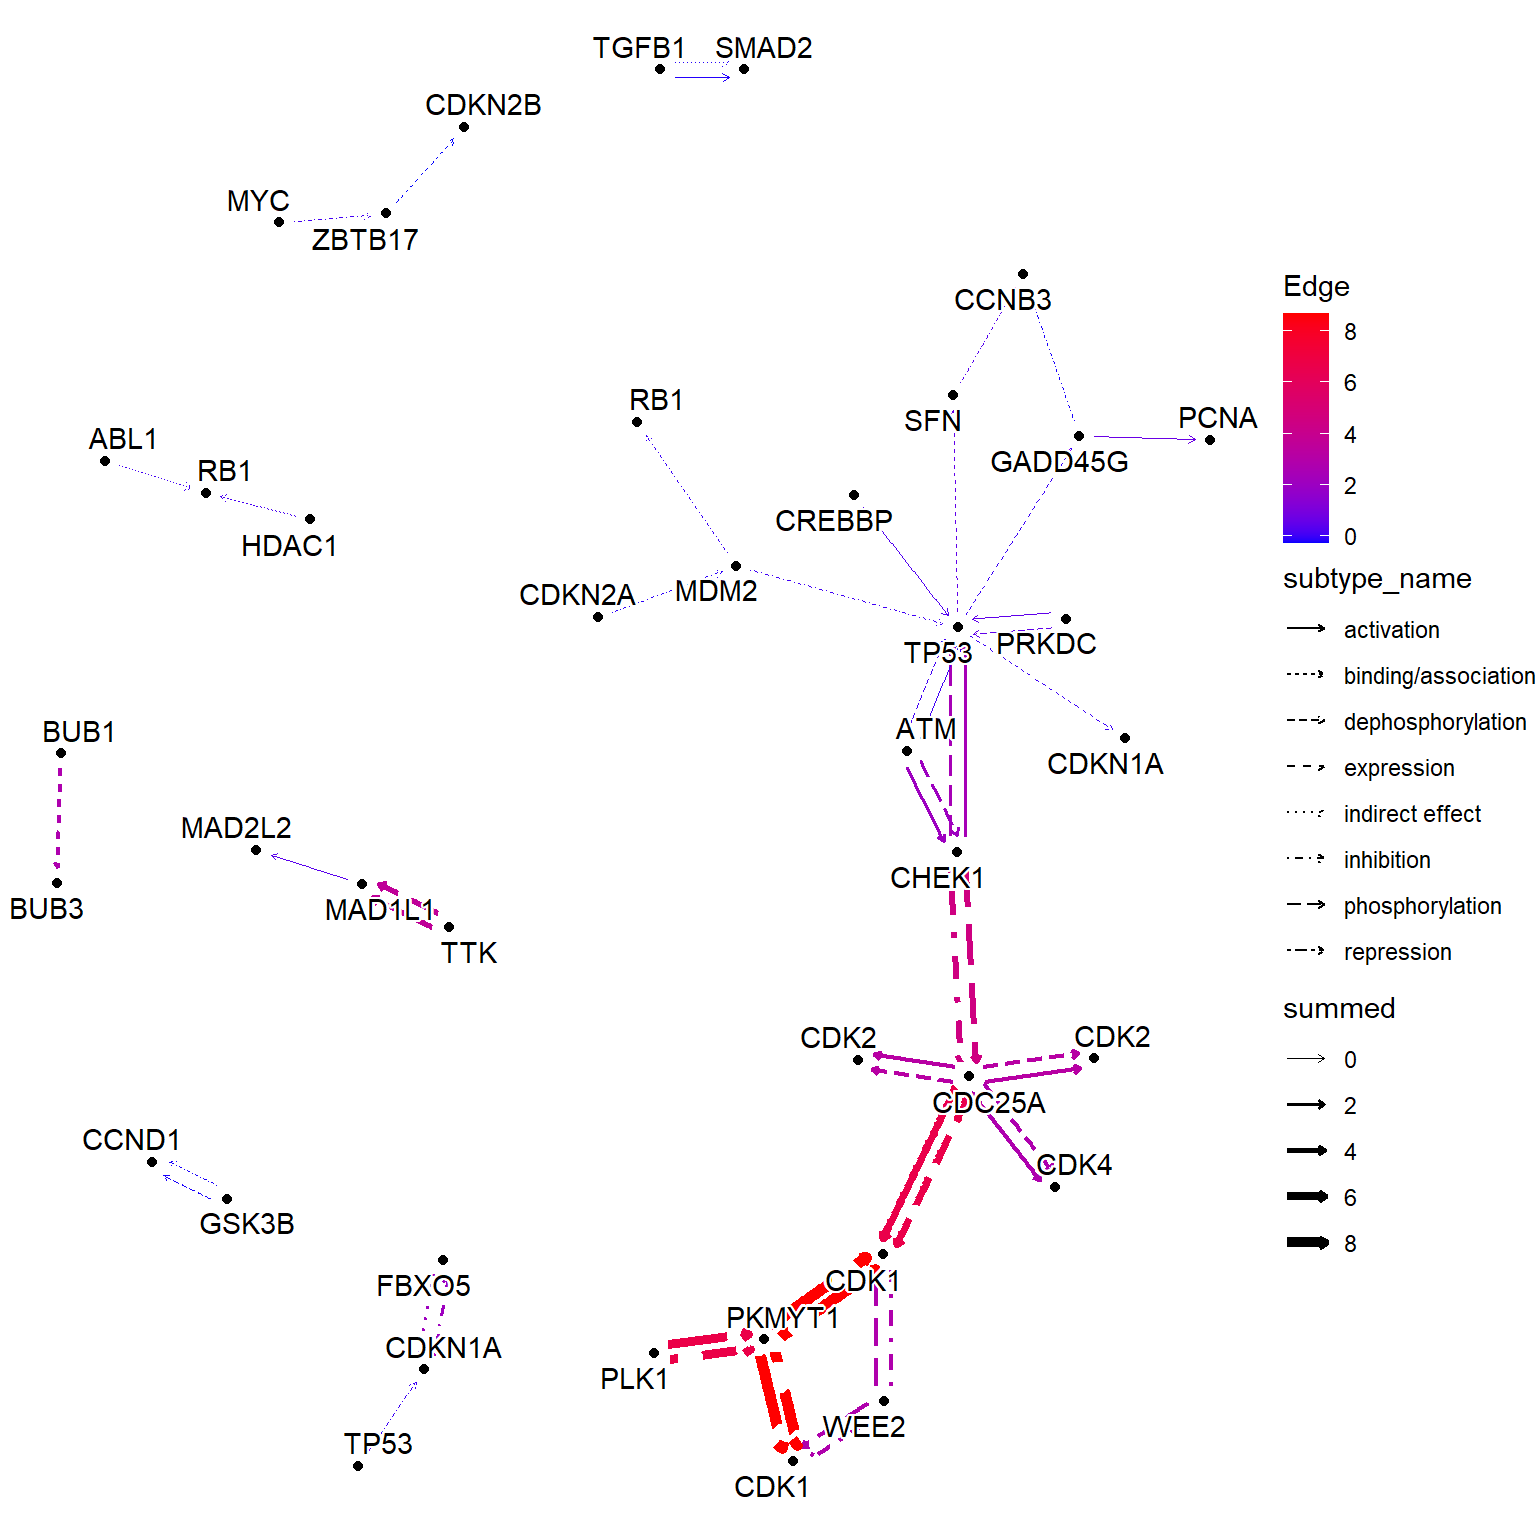 TGFB1 SMAD2
CDKN2B
MYC
ZBTB17
CCNB3
RB1
SFN
PCNA
ABL1
RB1
GADD45G
CREBBP
HDAC1
CDKN2A
MDM2
TP53
PRKDC
BUB1
ATM
CDKN1A
MAD2L2
CHEK1
BUB3
MAD1L1
TTK
CDK2
CDK2
CDC25A
CCND1
CDK4
GSK3B
FBXO5
CDK1
PKMYT1
CDKN1A
PLK1
WEE2
TP53
CDK1
Edge
8
6
4
2
0
subtype_name
activation
binding/association
dephosphorylation
expression
indirect effect
inhibition
phosphorylation
repression
summed
0
2
4
6
8